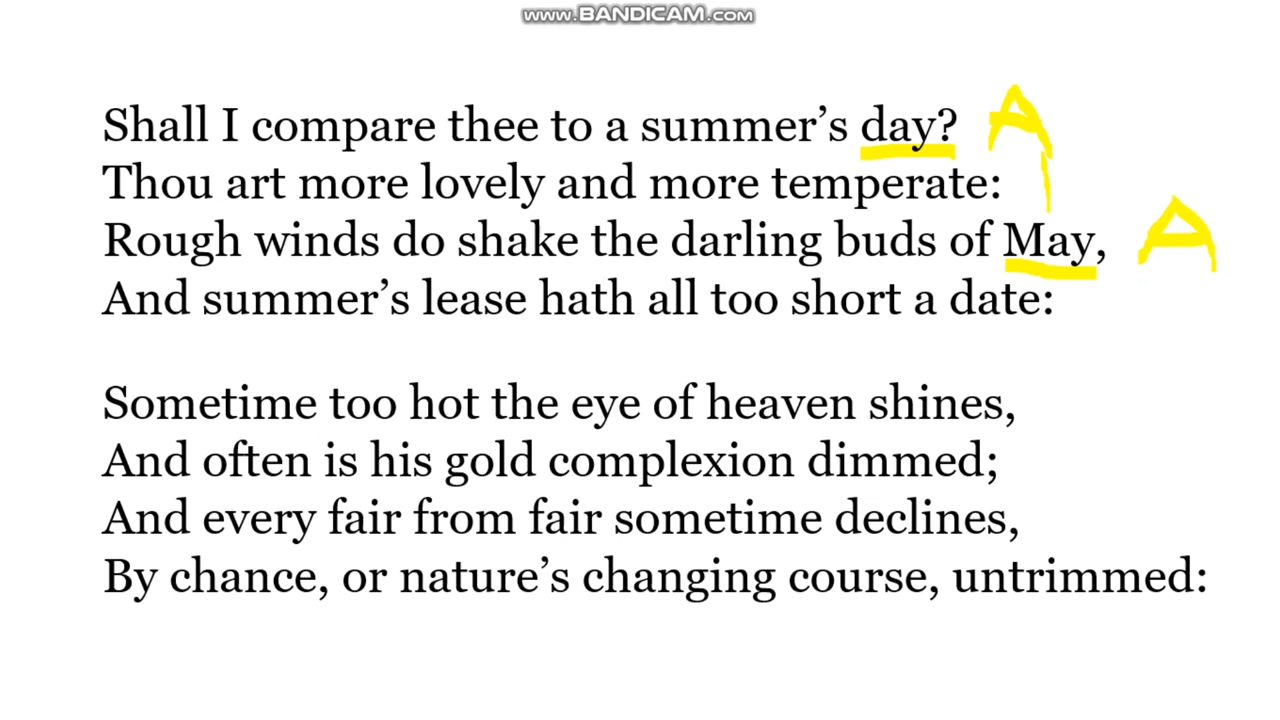 www.BANDICAM.com
Shall I compare thee to a summer’s day? A
Thou art more lovely and more temperate:
Rough winds do shake the darling buds of May, A
And summer’s lease hath all too short a date:
Sometime too hot the eye of heaven shines,
And often is his gold complexion dimmed;
And every fair from fair sometime declines,
By chance, or nature’s changing course, untrimmed: